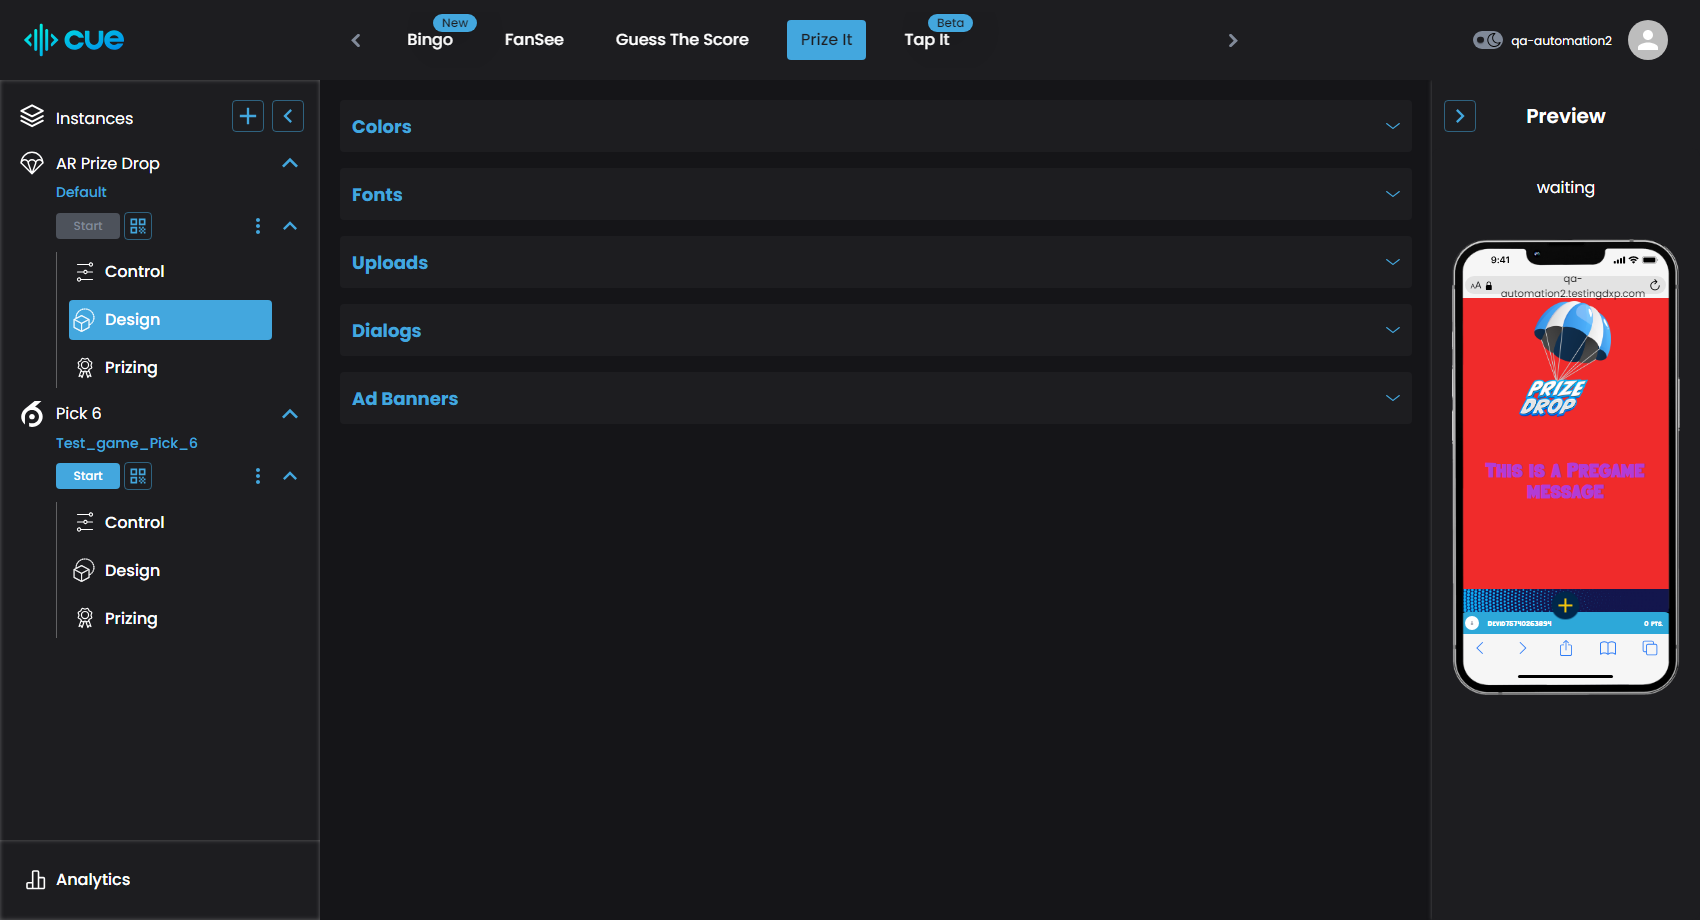 cue
New
Bingo
FanSee
Guess The Score
Prize It
Beta
Tap It
qa-automation2
Instances
AR Prize Drop
Default
Start
Control
Design
Prizing
Pick 6
Test_game_Pick_6
Start
Control
Design
Prizing
Analytics
Colors
Fonts
Uploads
Dialogs
Ad Banners
Preview
waiting
9:41
AA
qa-
automation2.testingdxp.com
PRIZE
DROP
This is a Pregame
message
0 PTS.